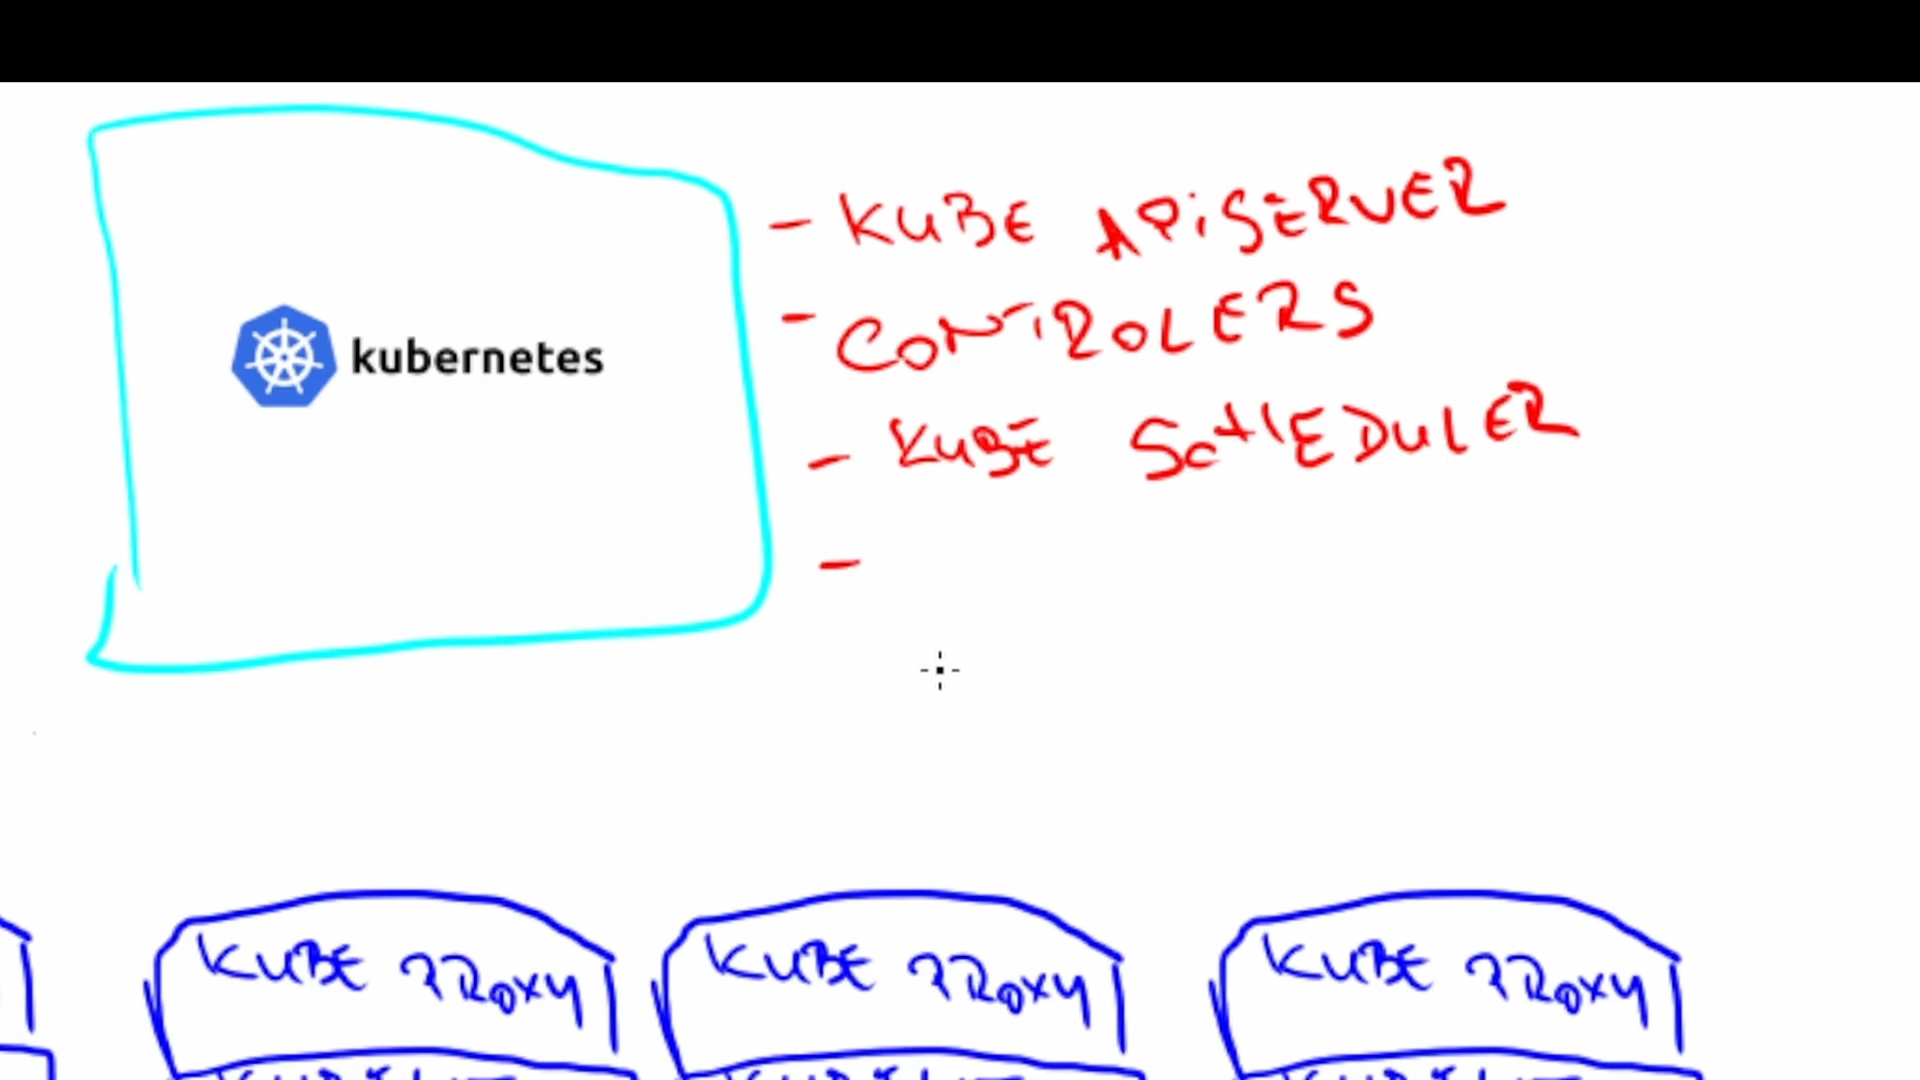 - KUBE APiSERVER
- CONTROLERS
kubernetes
- KUBE SCHEDULER
-
KUBE PROXY KUBE PROXY KUBE PROXY